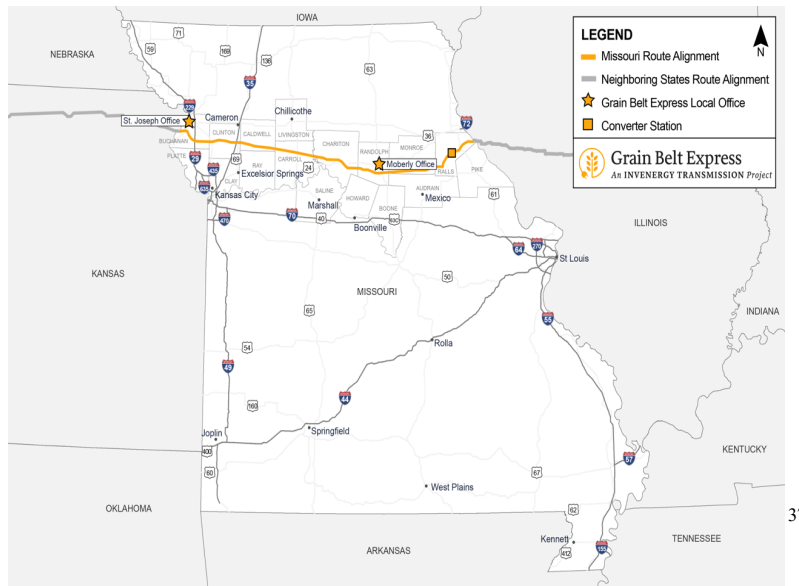 IOWA
NEBRASKA
71
59
169
136
35
63
229
St. Joseph Office
Cameron
Chillicothe
36
72
BUCHANAN
CLINTON
CALDWELL
LIVINGSTON
CHARITON
RANDOLPH
MONROE
Moberly Office
RALLS
PIKE
PLATTE
29
435
69
RAY
CARROLL
24
CLAY
Excelsior Springs
635
Kansas City
SALINE
Marshall
HOWARD
BOONE
AUDRAIN
Mexico
61
470
70
40
63C
Boonville
64
270
St Louis
ILLINOIS
KANSAS
50
MISSOURI
65
INDIANA
55
54
Rolla
49
44
160
Joplin
Springfield
400
60
67
57
KENTUCKY
West Plains
OKLAHOMA
62
37
Kennett
412
155
TENNESSEE
ARKANSAS
LEGEND
N
Missouri Route Alignment
Neighboring States Route Alignment
Grain Belt Express Local Office
Converter Station
Grain Belt Express
An INVENERGY TRANSMISSION Project